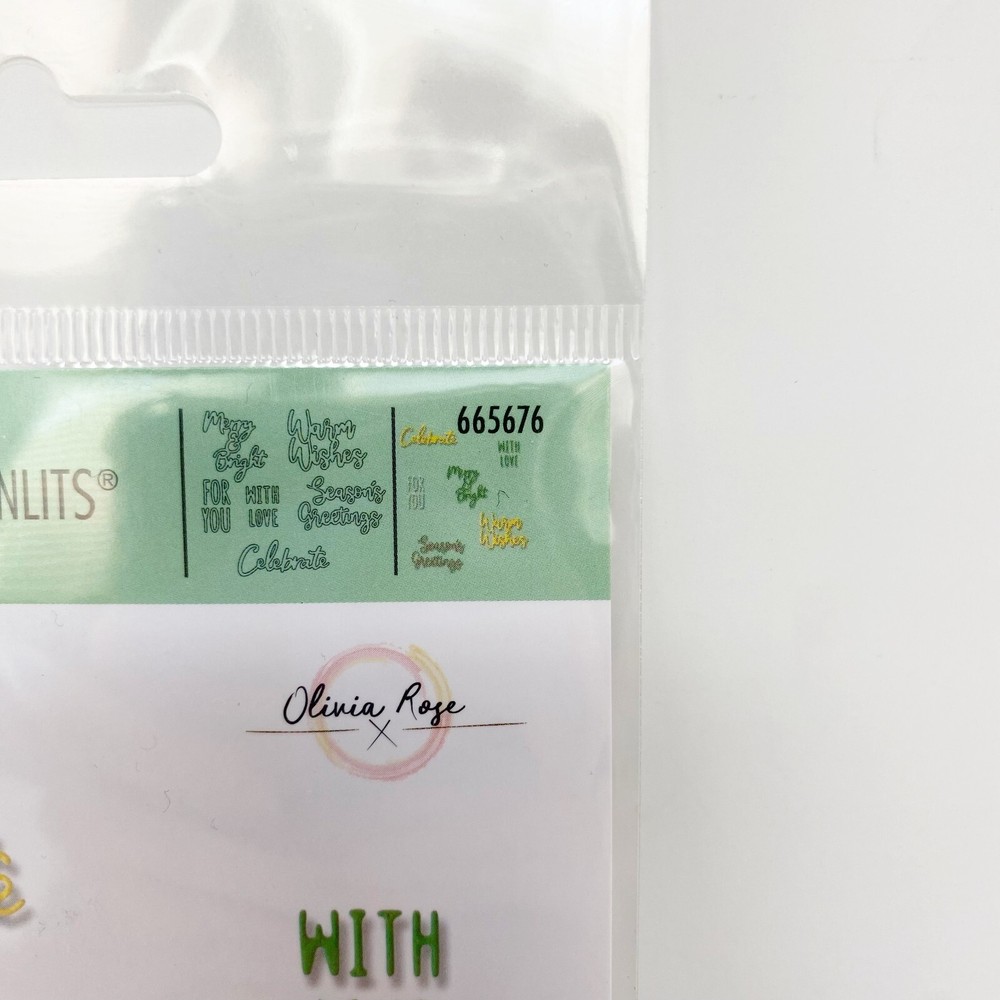 NLITS®
Merry
&
Bright
Warm
Wishes
FOR
YOU
WITH
LOVE
Season's
Greetings
Celebrate
665676
Celebrate
WITH
LOVE
Merry
&
Bright
FOR
YOU
Warm
Wishes
Season's
Greetings
Olivia Rose
WITH